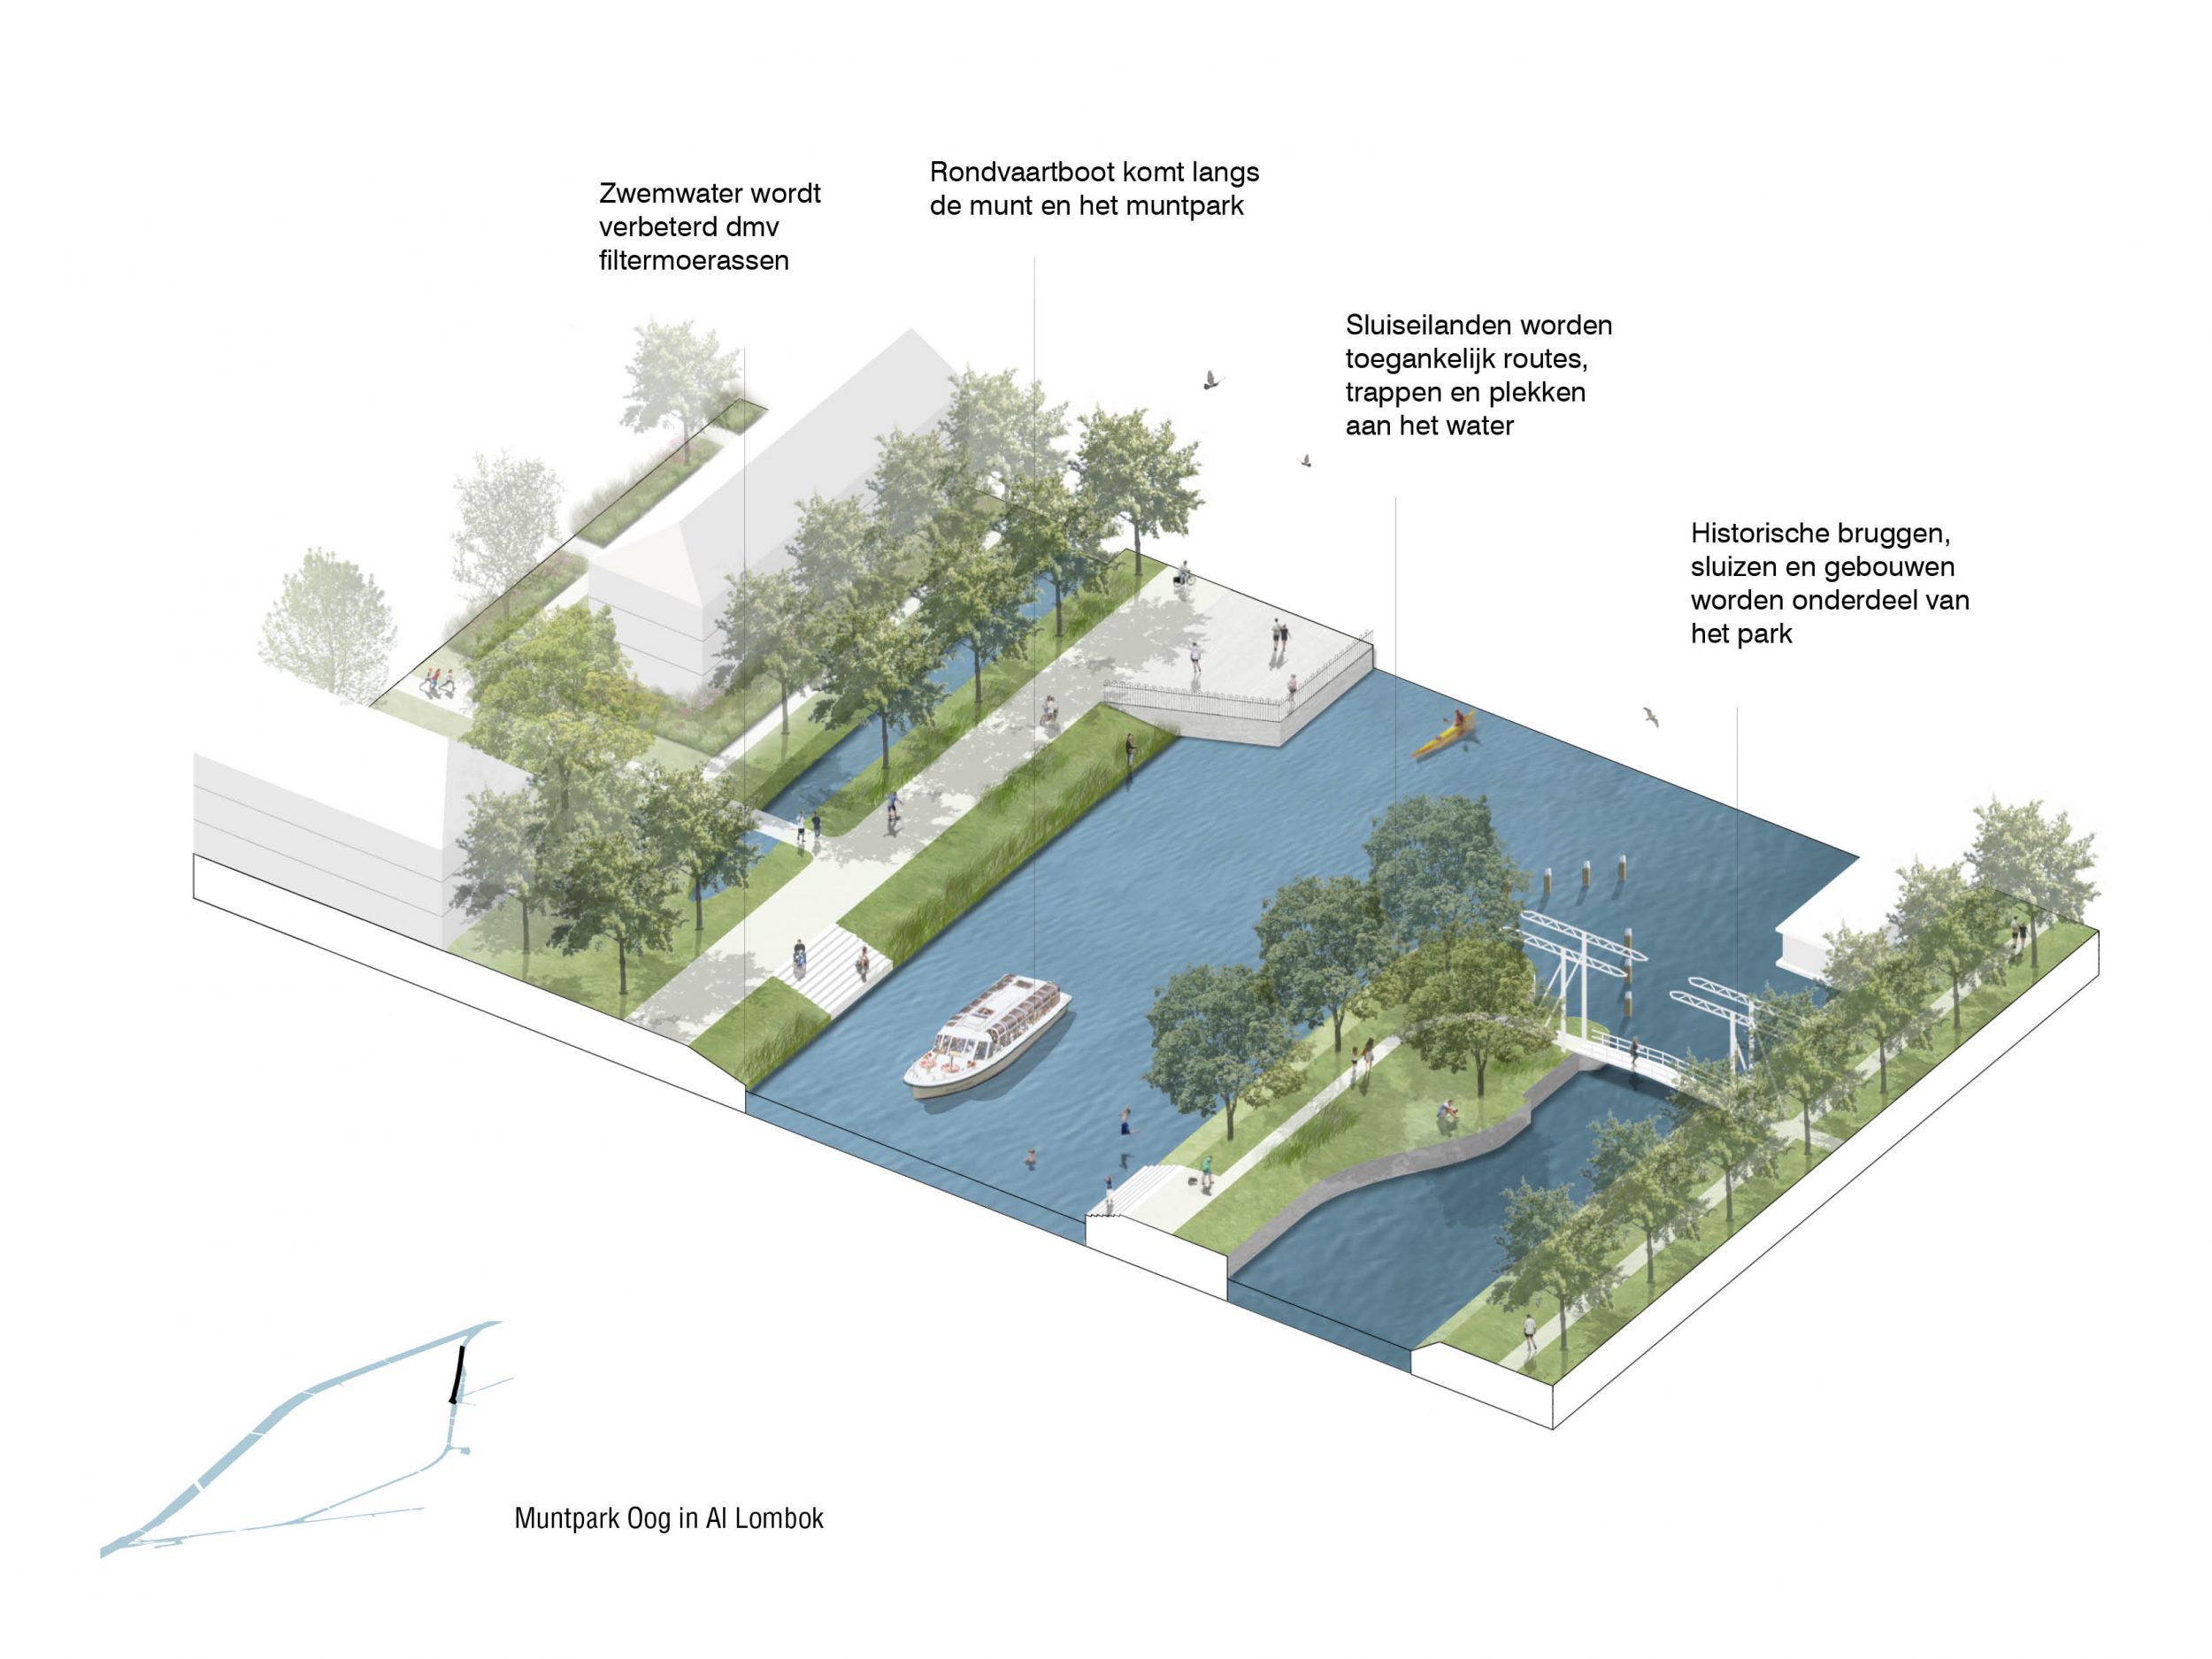 Zwemwater wordt
verbeterd dmv
filtermoerassen
Rondvaartboot komt langs
de munt en het muntpark
Sluiseilanden worden
toegankelijk routes,
trappen en plekken
aan het water
Historische bruggen,
sluizen en gebouwen
worden onderdeel van
het park
Muntpark Oog in Al Lombok